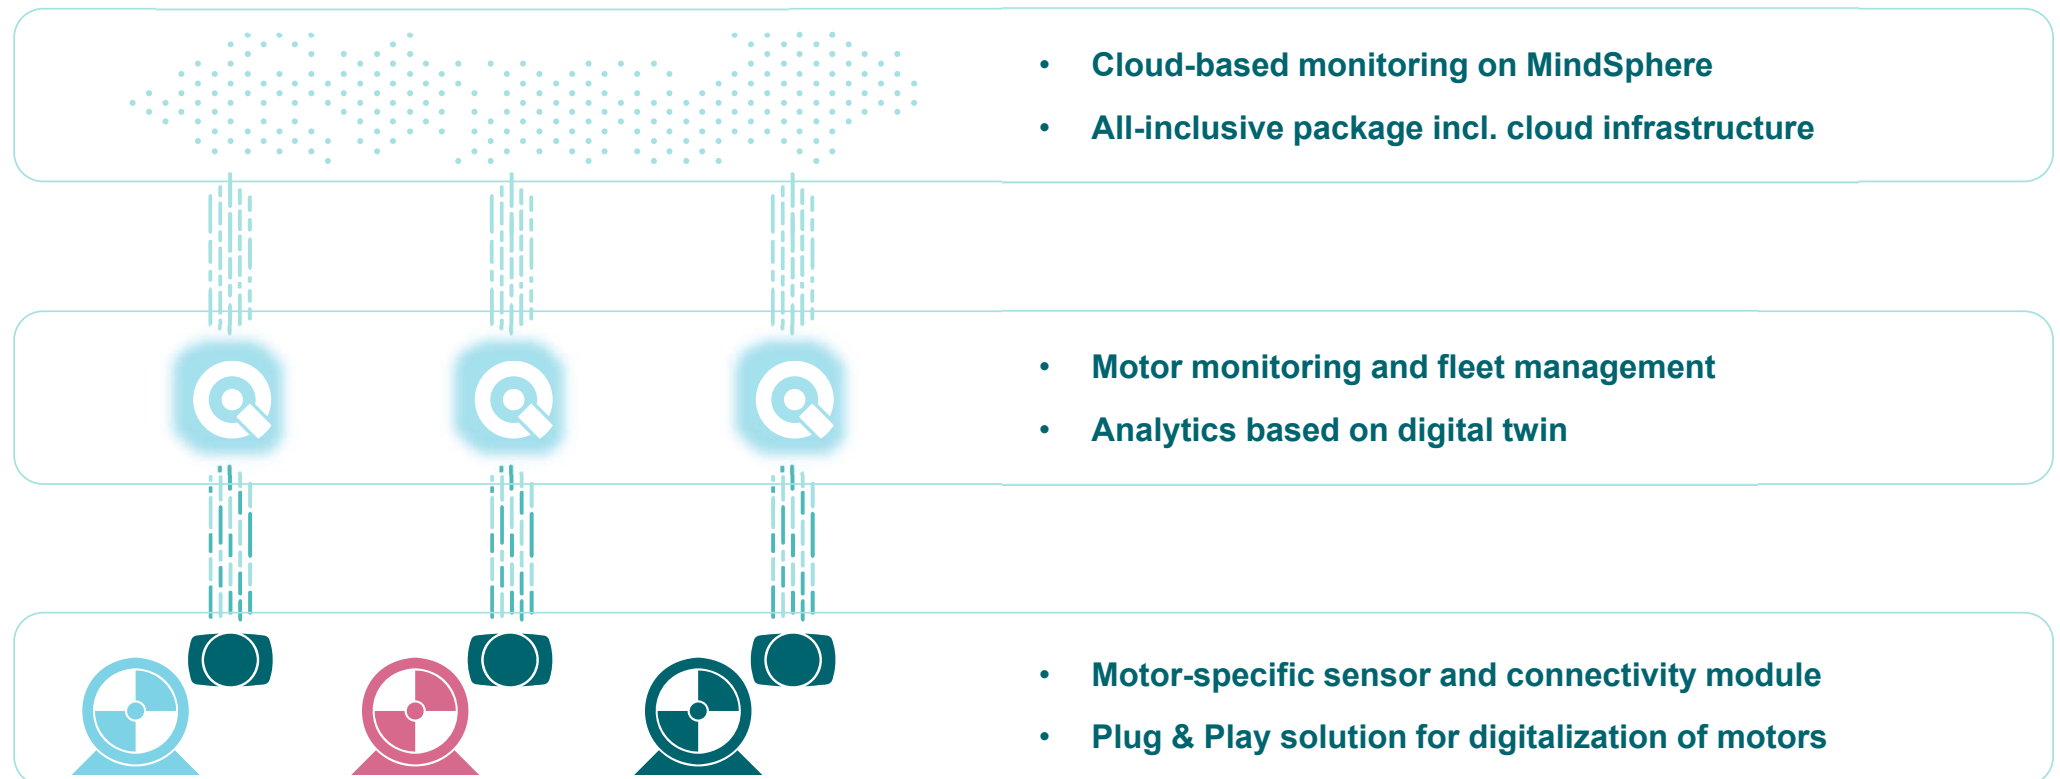 • Cloud-based monitoring on MindSphere
• All-inclusive package incl. cloud infrastructure
• Motor monitoring and fleet management
• Analytics based on digital twin
• Motor-specific sensor and connectivity module
• Plug & Play solution for digitalization of motors